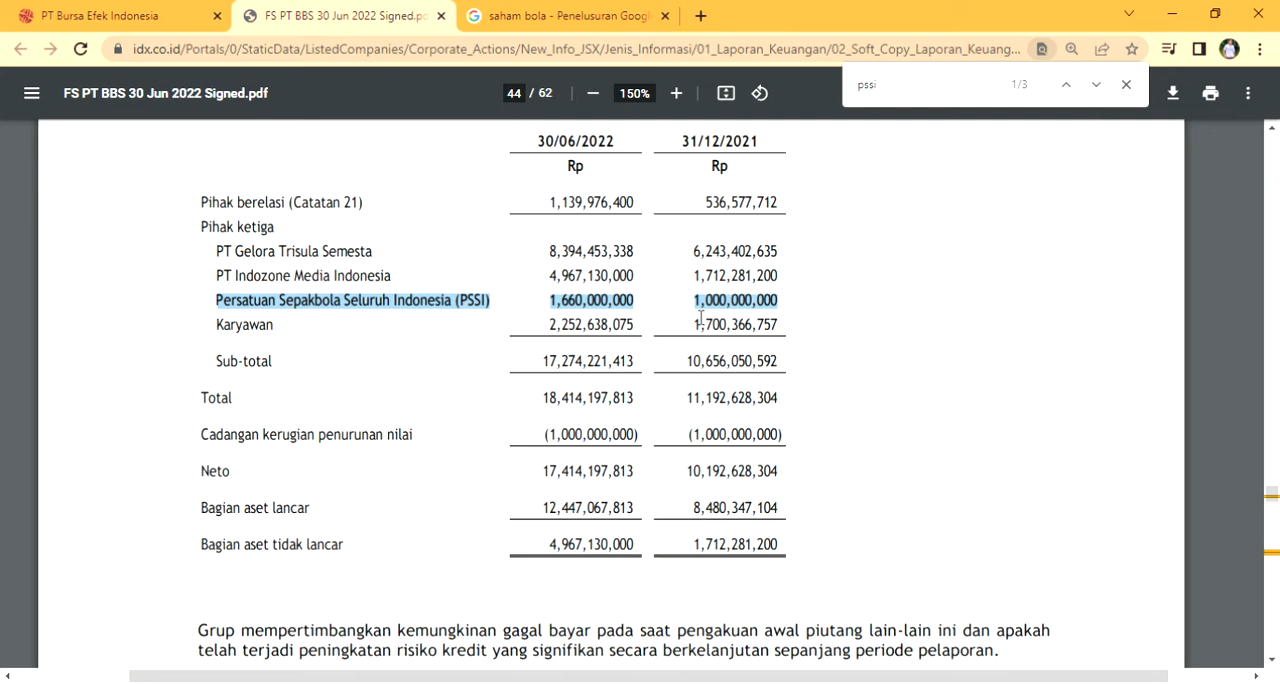 PT Bursa Efek Indonesia
FS PT BBS 30 Jun 2022 Signed.pd
saham bola - Penelusuran Googl
idx.co.id/Portals/0/StaticData/ListedCompanies/Corporate_Actions/New_Info_JSX/Jenis_Informasi/01_Laporan_Keuangan/02_Soft_Copy_Laporan_Keuang...
FS PT BBS 30 Jun 2022 Signed.pdf
44 / 62
150%
pssi 1/3
30/06/2022 31/12/2021
Rp Rp
Pihak berelasi (Catatan 21) 1,139,976,400 536,577,712
Pihak ketiga
PT Gelora Trisula Semesta 8,394,453,338 6,243,402,635
PT Indozone Media Indonesia 4,967,130,000 1,712,281,200
Persatuan Sepakbola Seluruh Indonesia (PSSI) 1,660,000,000 1,000,000,000
Karyawan 2,252,638,075 1,700,366,757
Sub-total 17,274,221,413 10,656,050,592
Total 18,414,197,813 11,192,628,304
Cadangan kerugian penurunan nilai (1,000,000,000) (1,000,000,000)
Neto 17,414,197,813 10,192,628,304
Bagian aset lancar 12,447,067,813 8,480,347,104
Bagian aset tidak lancar 4,967,130,000 1,712,281,200
Grup mempertimbangkan kemungkinan gagal bayar pada saat pengakuan awal piutang lain-lain ini dan apakah
telah terjadi peningkatan risiko kredit yang signifikan secara berkelanjutan sepanjang periode pelaporan.